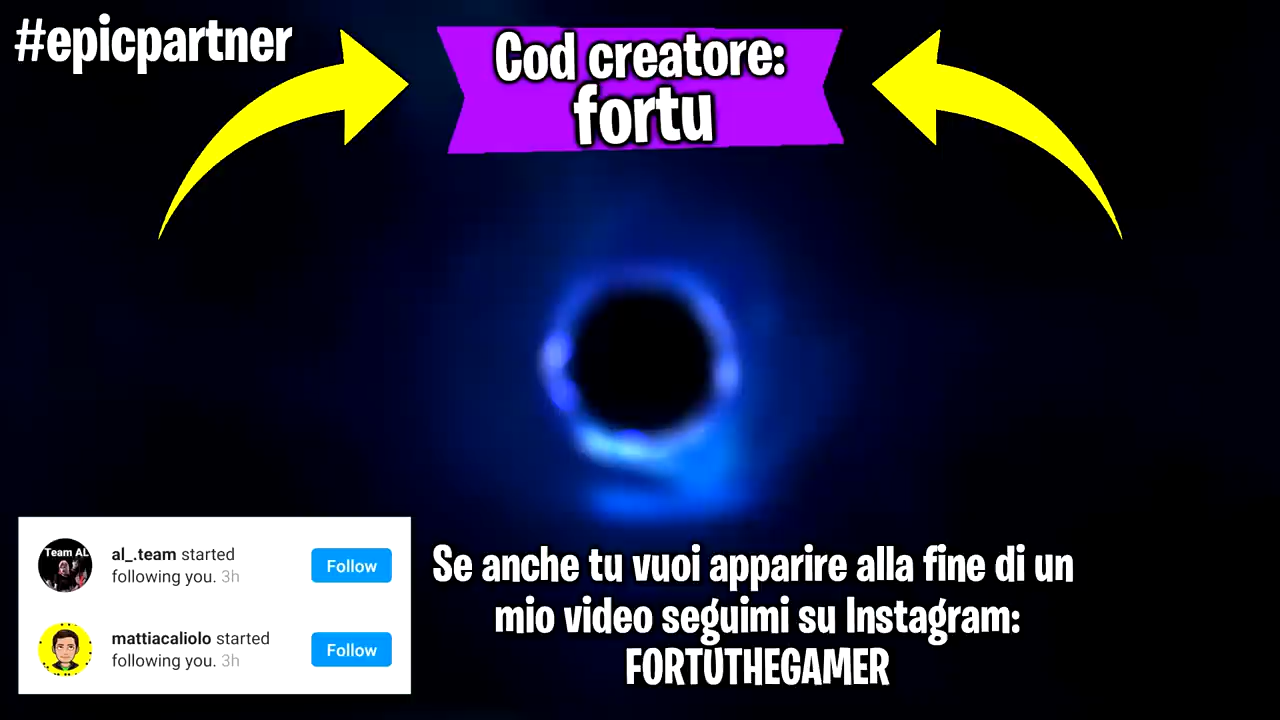 #epicpartner
Cod creatore:
fortu
Team AL
al_.team started
following you. 3h
Follow
mattiacaliolo started
following you. 3h
Follow
Se anche tu vuoi apparire alla fine di un
mio video seguimi su Instagram:
FORTUTHEGAMER